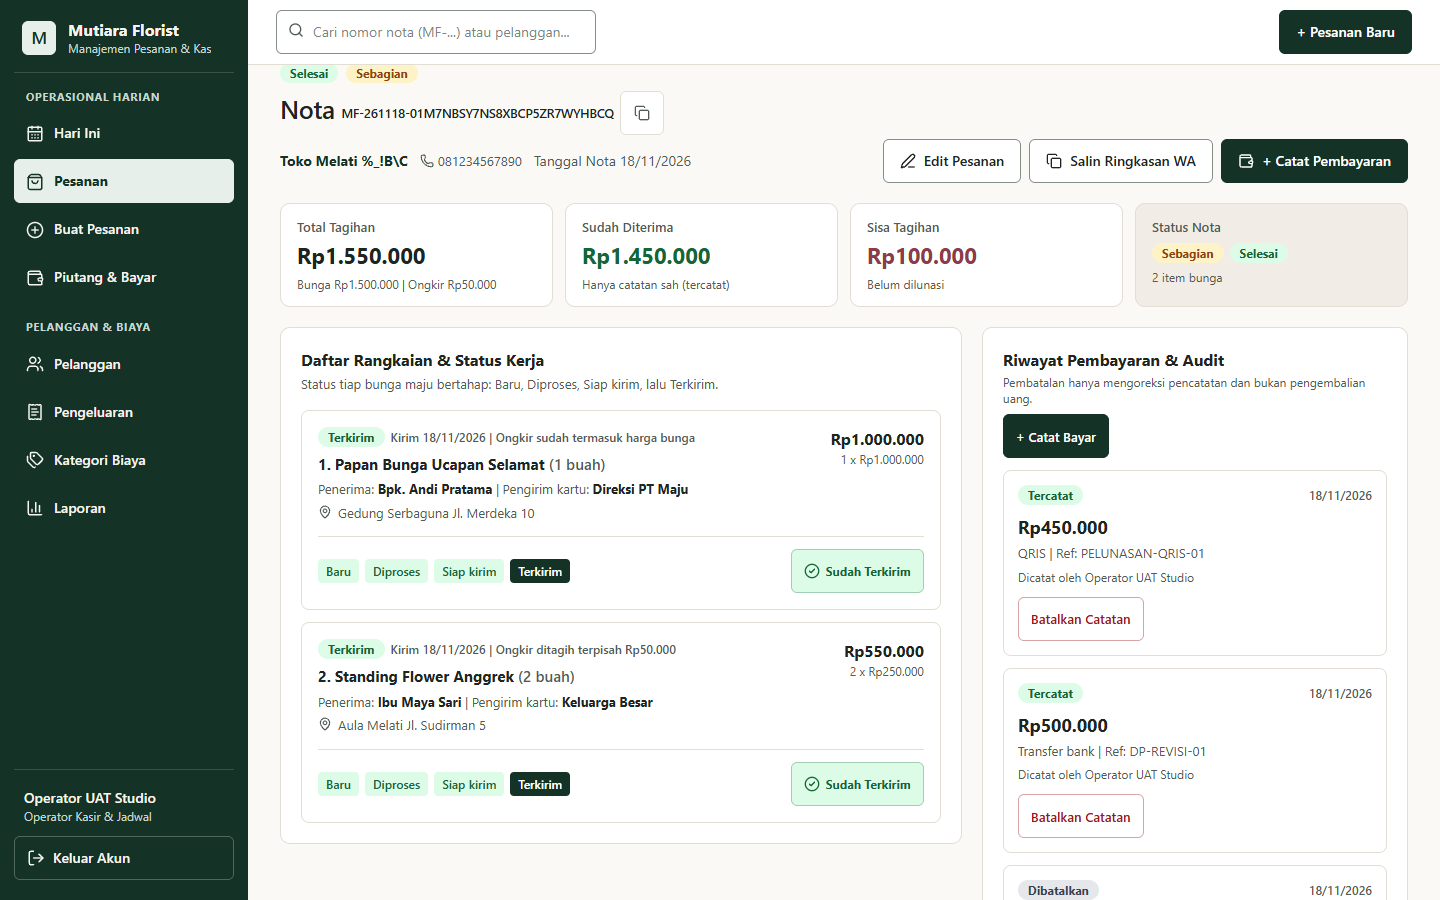 M
Mutiara Florist
Manajemen Pesanan & Kas
OPERASIONAL HARIAN
Hari Ini
Pesanan
Buat Pesanan
Piutang & Bayar
PELANGGAN & BIAYA
Pelanggan
Pengeluaran
Kategori Biaya
Laporan
Operator UAT Studio
Operator Kasir & Jadwal
Keluar Akun
Cari nomor nota (MF-...) atau pelanggan...
+ Pesanan Baru
Selesai Sebagian
Nota MF-261118-01M7NBSY7NS8XBCP5ZR7WYHBCQ
Toko Melati %_!B\C 081234567890 Tanggal Nota 18/11/2026
Edit Pesanan
Salin Ringkasan WA
+ Catat Pembayaran
Total Tagihan
Rp1.550.000
Bunga Rp1.500.000 | Ongkir Rp50.000
Sudah Diterima
Rp1.450.000
Hanya catatan sah (tercatat)
Sisa Tagihan
Rp100.000
Belum dilunasi
Status Nota
Sebagian Selesai
2 item bunga
Daftar Rangkaian & Status Kerja
Status tiap bunga maju bertahap: Baru, Diproses, Siap kirim, lalu Terkirim.
Terkirim Kirim 18/11/2026 | Ongkir sudah termasuk harga bunga
Rp1.000.000
1 x Rp1.000.000
1. Papan Bunga Ucapan Selamat (1 buah)
Penerima: Bpk. Andi Pratama | Pengirim kartu: Direksi PT Maju
Gedung Serbaguna Jl. Merdeka 10
Baru Diproses Siap kirim Terkirim
Sudah Terkirim
Terkirim Kirim 18/11/2026 | Ongkir ditagih terpisah Rp50.000
Rp550.000
2 x Rp250.000
2. Standing Flower Anggrek (2 buah)
Penerima: Ibu Maya Sari | Pengirim kartu: Keluarga Besar
Aula Melati Jl. Sudirman 5
Baru Diproses Siap kirim Terkirim
Sudah Terkirim
Riwayat Pembayaran & Audit
Pembatalan hanya mengoreksi pencatatan dan bukan pengembalian
uang.
+ Catat Bayar
Tercatat 18/11/2026
Rp450.000
QRIS | Ref: PELUNASAN-QRIS-01
Dicatat oleh Operator UAT Studio
Batalkan Catatan
Tercatat 18/11/2026
Rp500.000
Transfer bank | Ref: DP-REVISI-01
Dicatat oleh Operator UAT Studio
Batalkan Catatan
Dibatalkan 18/11/2026